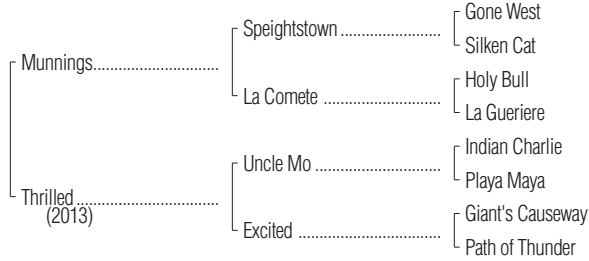 Gone West
Speightstown
Silken Cat
Munnings
Holy Bull
La Comete
La Gueriere
Indian Charlie
Uncle Mo
Playa Maya
Thrilled
(2013)
Giant's Causeway
Excited
Path of Thunder